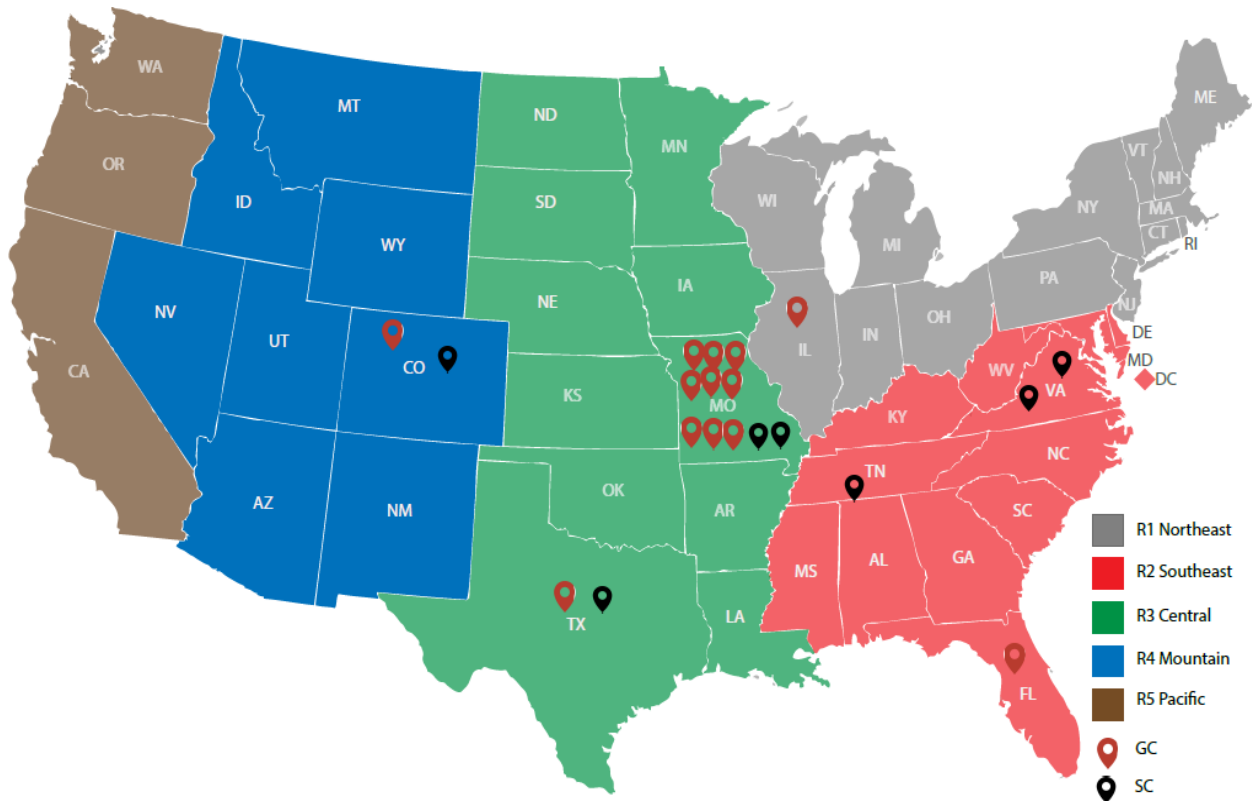 WA
OR
CA
MT
ID
WY
NV
UT
CO
AZ
NM
ND
SD
NE
KS
OK
TX
MN
IA
MO
AR
LA
WI
MI
IL
IN
OH
PA
NY
VT
NH
ME
MA
CT
RI
NJ
DE
MD
DC
WV
VA
KY
TN
NC
SC
MS
AL
GA
FL
R1 Northeast
R2 Southeast
R3 Central
R4 Mountain
R5 Pacific
GC
SC